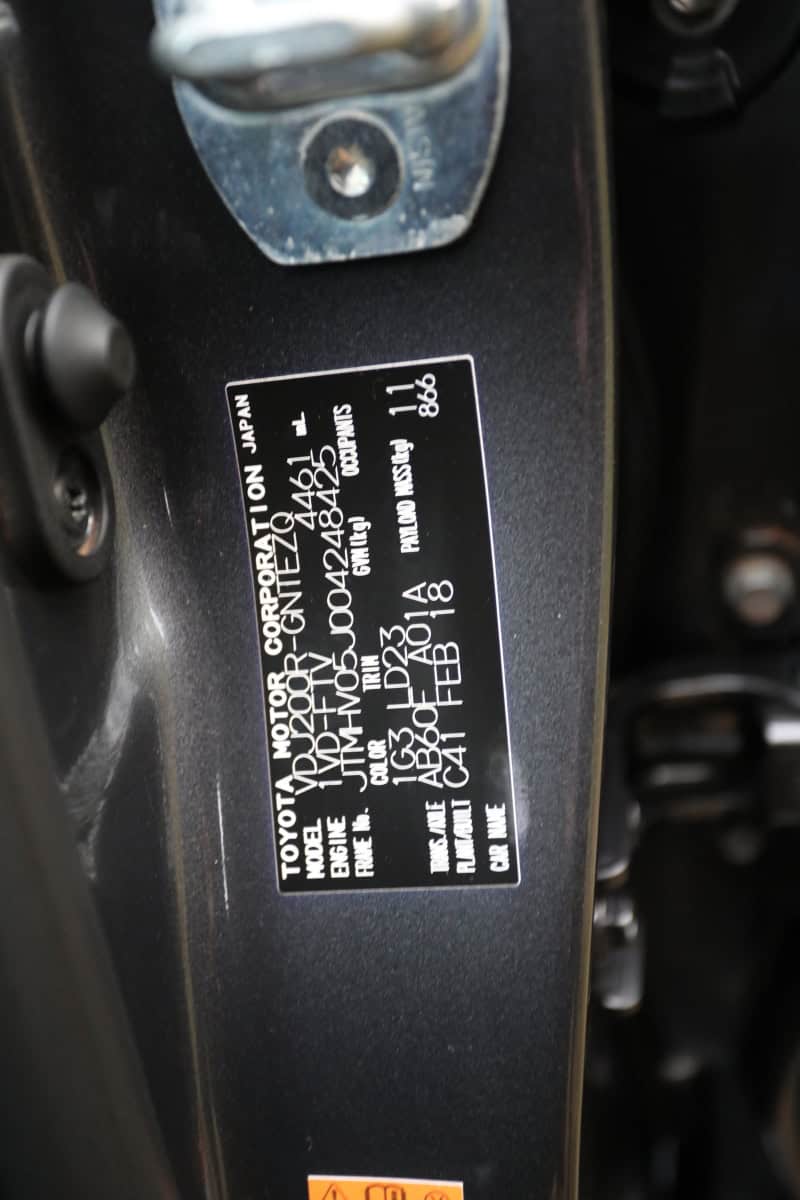 TOYOTA MOTOR CORPORATION JAPAN
MODEL VDJ200R-GNTEZQ
ENGINE 1VD-FTV 4461 mL
FRAME No. JTMHV05J004248425
COLOR TRIM GVM(kg) OCCUPANTS
1G3 LD23
TRANS./AXLE AB60F A01A PAYLOAD MASS(kg) 11
PLANT/BUILT C41 FEB 18 866
CAR NAME
AISIN